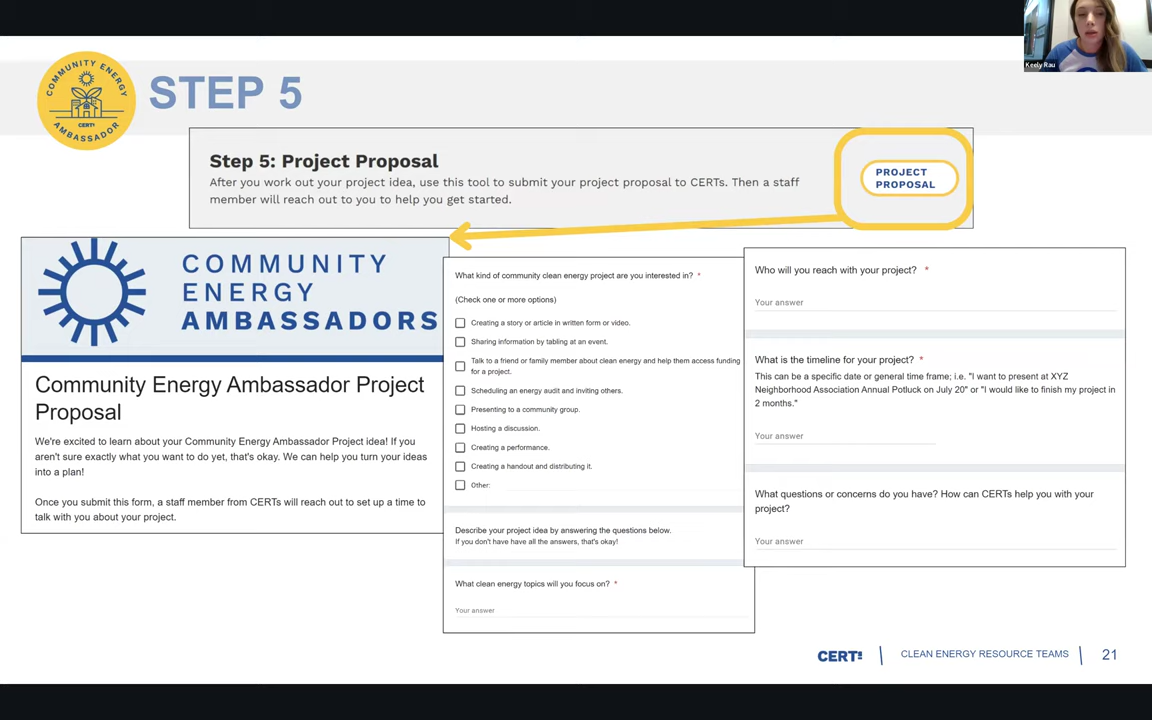 Keely Rau
COMMUNITY ENERGY
CERTs
AMBASSADOR
STEP 5
Step 5: Project Proposal
After you work out your project idea, use this tool to submit your project proposal to CERTs. Then a staff
member will reach out to you to help you get started.
PROJECT
PROPOSAL
COMMUNITY
ENERGY
AMBASSADORS
Community Energy Ambassador Project
Proposal
We're excited to learn about your Community Energy Ambassador Project idea! If you
aren't sure exactly what you want to do yet, that's okay. We can help you turn your ideas
into a plan!
Once you submit this form, a staff member from CERTs will reach out to set up a time to
talk with you about your project.
What kind of community clean energy project are you interested in? *
(Check one or more options)
Creating a story or article in written form or video.
Sharing information by tabling at an event.
Talk to a friend or family member about clean energy and help them access funding
for a project.
Scheduling an energy audit and inviting others.
Presenting to a community group.
Hosting a discussion.
Creating a performance.
Creating a handout and distributing it.
Other:
Describe your project idea by answering the questions below.
If you don't have have all the answers, that's okay!
What clean energy topics will you focus on? *
Your answer
Who will you reach with your project? *
Your answer
What is the timeline for your project? *
This can be a specific date or general time frame; i.e. "I want to present at XYZ
Neighborhood Association Annual Potluck on July 20" or "I would like to finish my project in
2 months."
Your answer
What questions or concerns do you have? How can CERTs help you with your
project?
Your answer
CERTs | CLEAN ENERGY RESOURCE TEAMS | 21